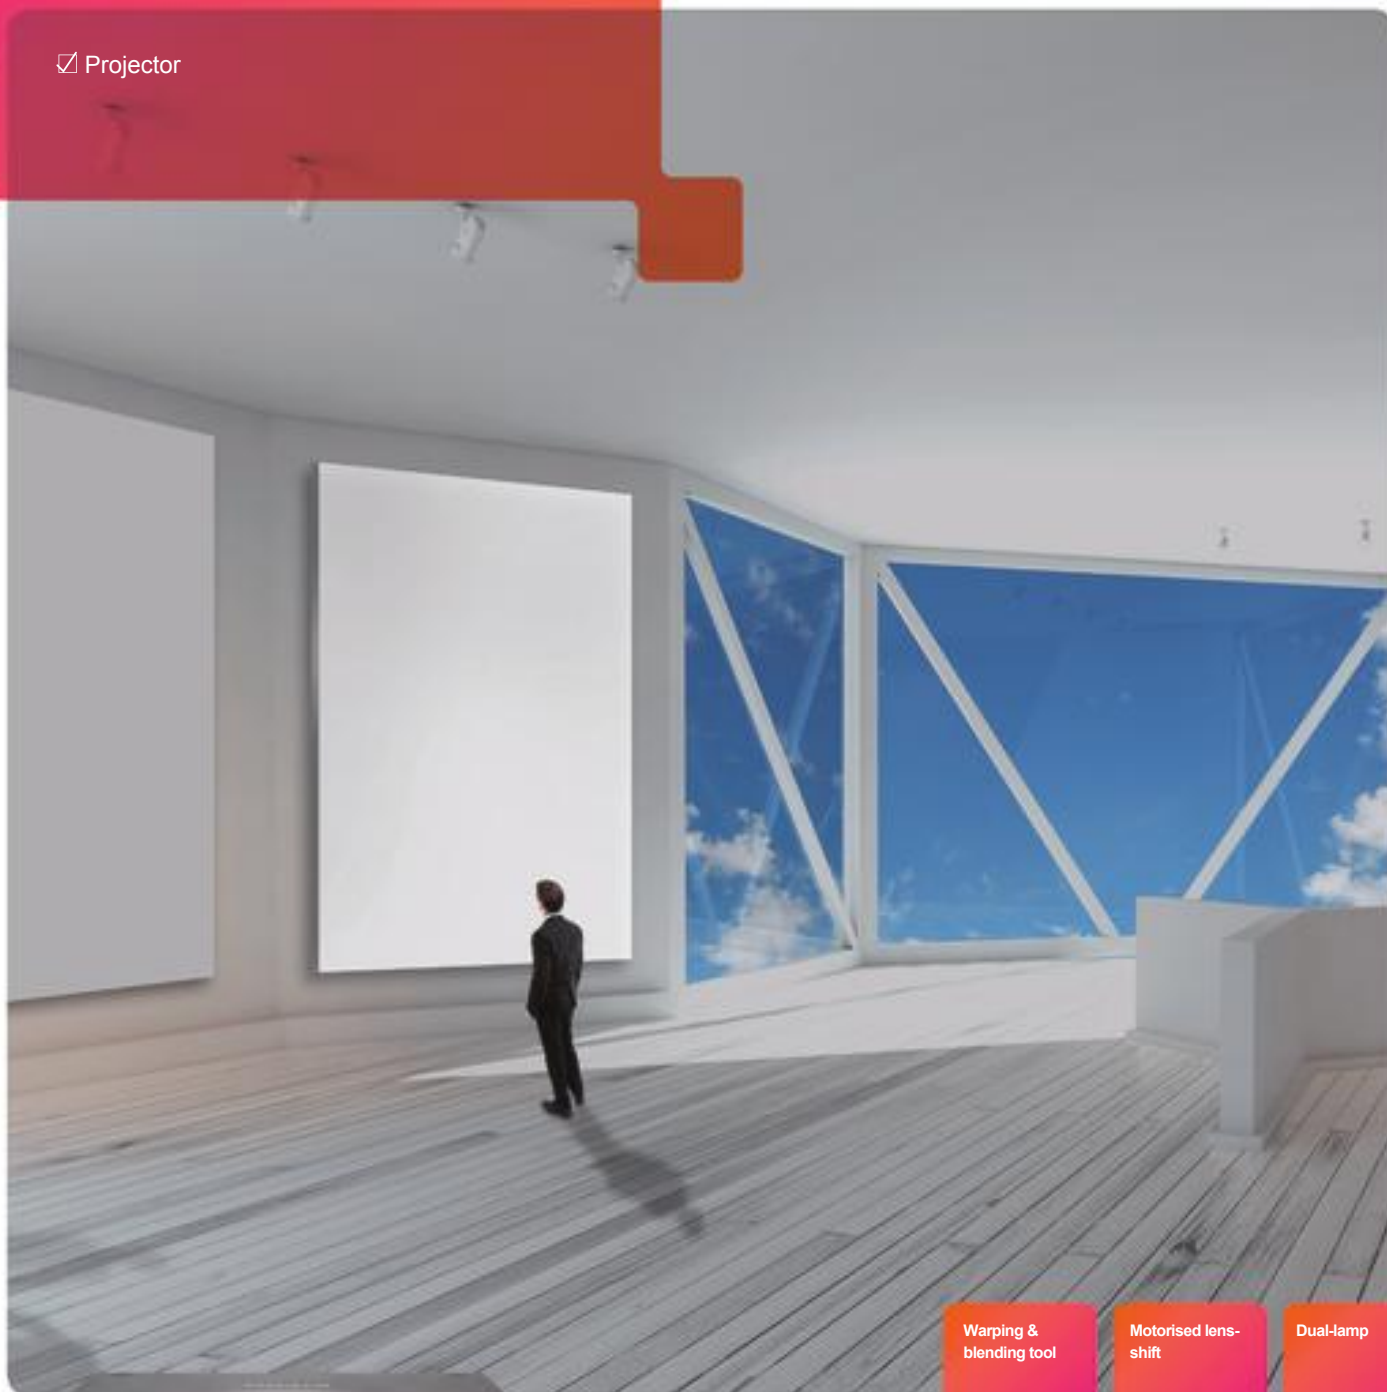 ☑ Projector
Warping &
blending tool
Motorised lens-
shift
Dual-lamp